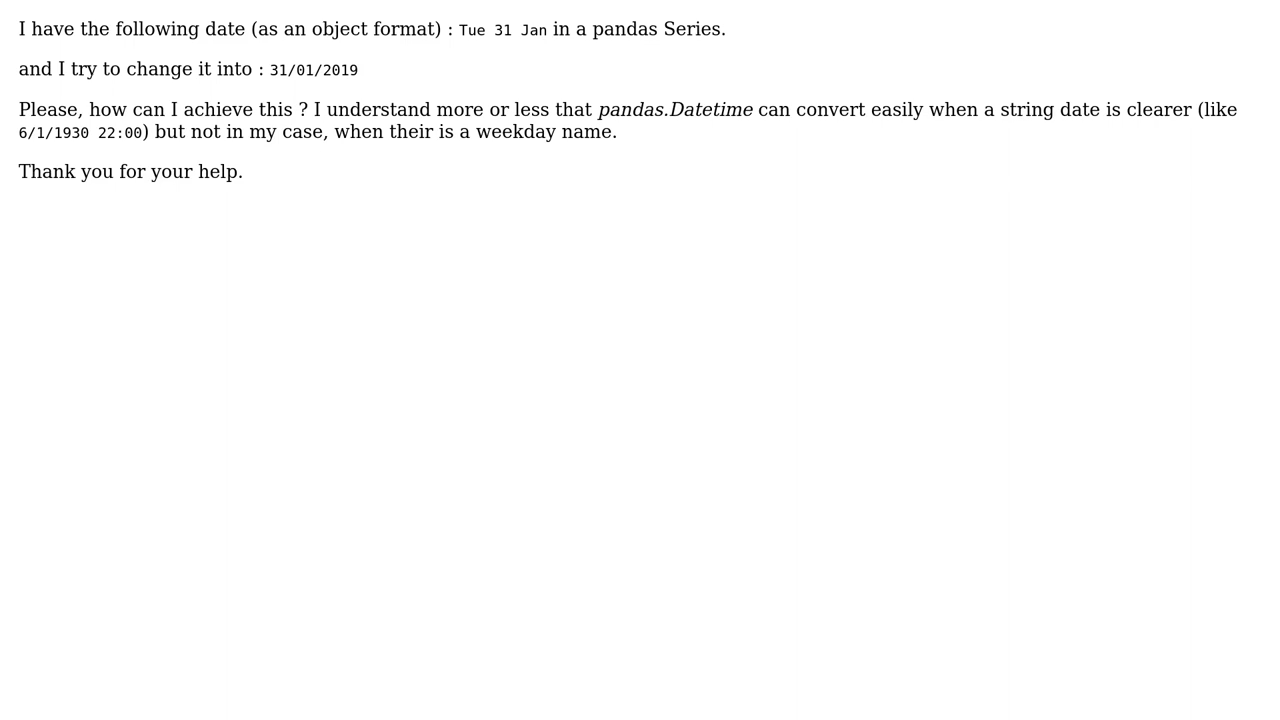 I have the following date (as an object format) : Tue 31 Jan in a pandas Series.
and I try to change it into : 31/01/2019
Please, how can I achieve this ? I understand more or less that pandas.Datetime can convert easily when a string date is clearer (like
6/1/1930 22:00) but not in my case, when their is a weekday name.
Thank you for your help.